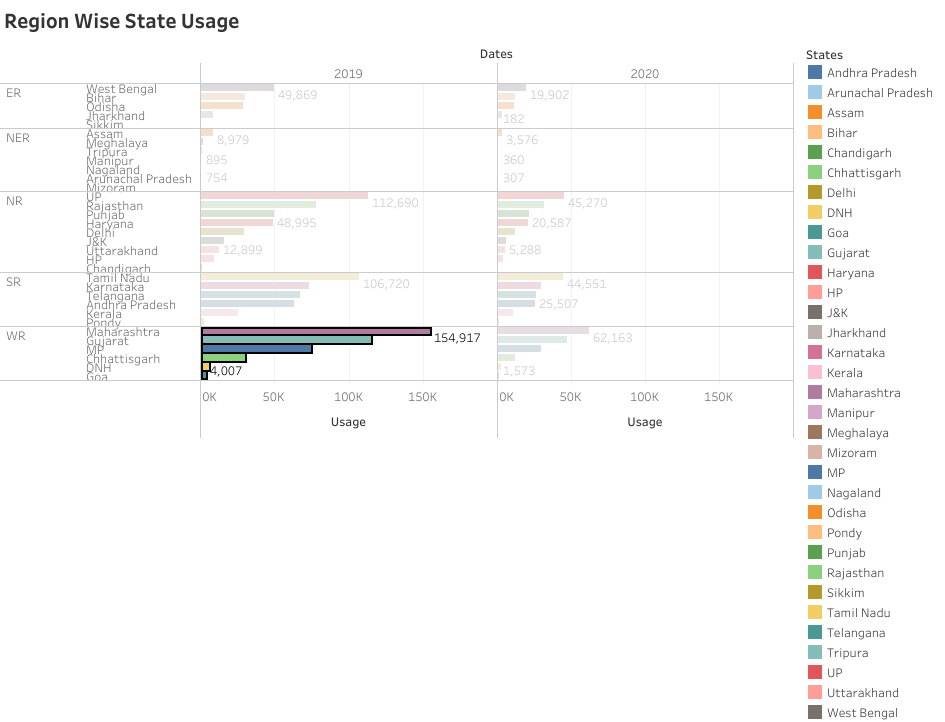 Region Wise State Usage
Dates
States
2019
2020
ER
West Bengal
49,869
19,902
Bihar
Odisha
Jharkhand
182
Sikkim
NER
Assam
8,979
3,576
Meghalaya
Tripura
Manipur
895
360
Nagaland
Arunachal Pradesh
754
307
Mizoram
NR
UP
112,690
45,270
Rajasthan
Punjab
Haryana
48,995
20,587
Delhi
J&K
Uttarakhand
12,899
5,288
HP
Chandigarh
SR
Tamil Nadu
106,720
44,551
Karnataka
Telangana
Andhra Pradesh
25,507
Kerala
Pondy
WR
Maharashtra
154,917
62,163
Gujarat
MP
Chhattisgarh
DNH
4,007
1,573
Goa
0K 50K 100K 150K
0K 50K 100K 150K
Usage
Usage
Andhra Pradesh
Arunachal Pradesh
Assam
Bihar
Chandigarh
Chhattisgarh
Delhi
DNH
Goa
Gujarat
Haryana
HP
J&K
Jharkhand
Karnataka
Kerala
Maharashtra
Manipur
Meghalaya
Mizoram
MP
Nagaland
Odisha
Pondy
Punjab
Rajasthan
Sikkim
Tamil Nadu
Telangana
Tripura
UP
Uttarakhand
West Bengal